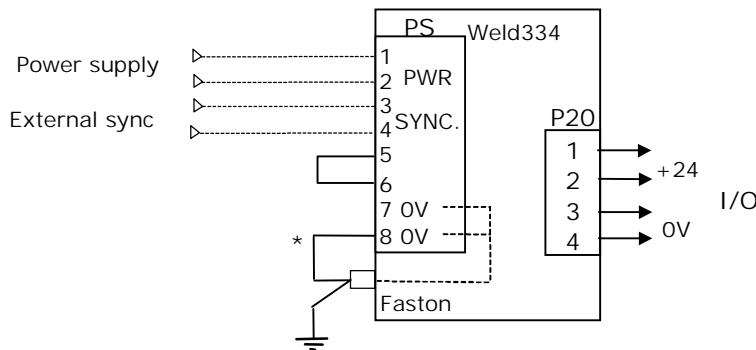 PS Weld334
Power supply
External sync
1
2 PWR
3
4 SYNC.
5
6
7 0V
8 0V
*
Faston
P20
1
2
3
4
+24
0V
I/O